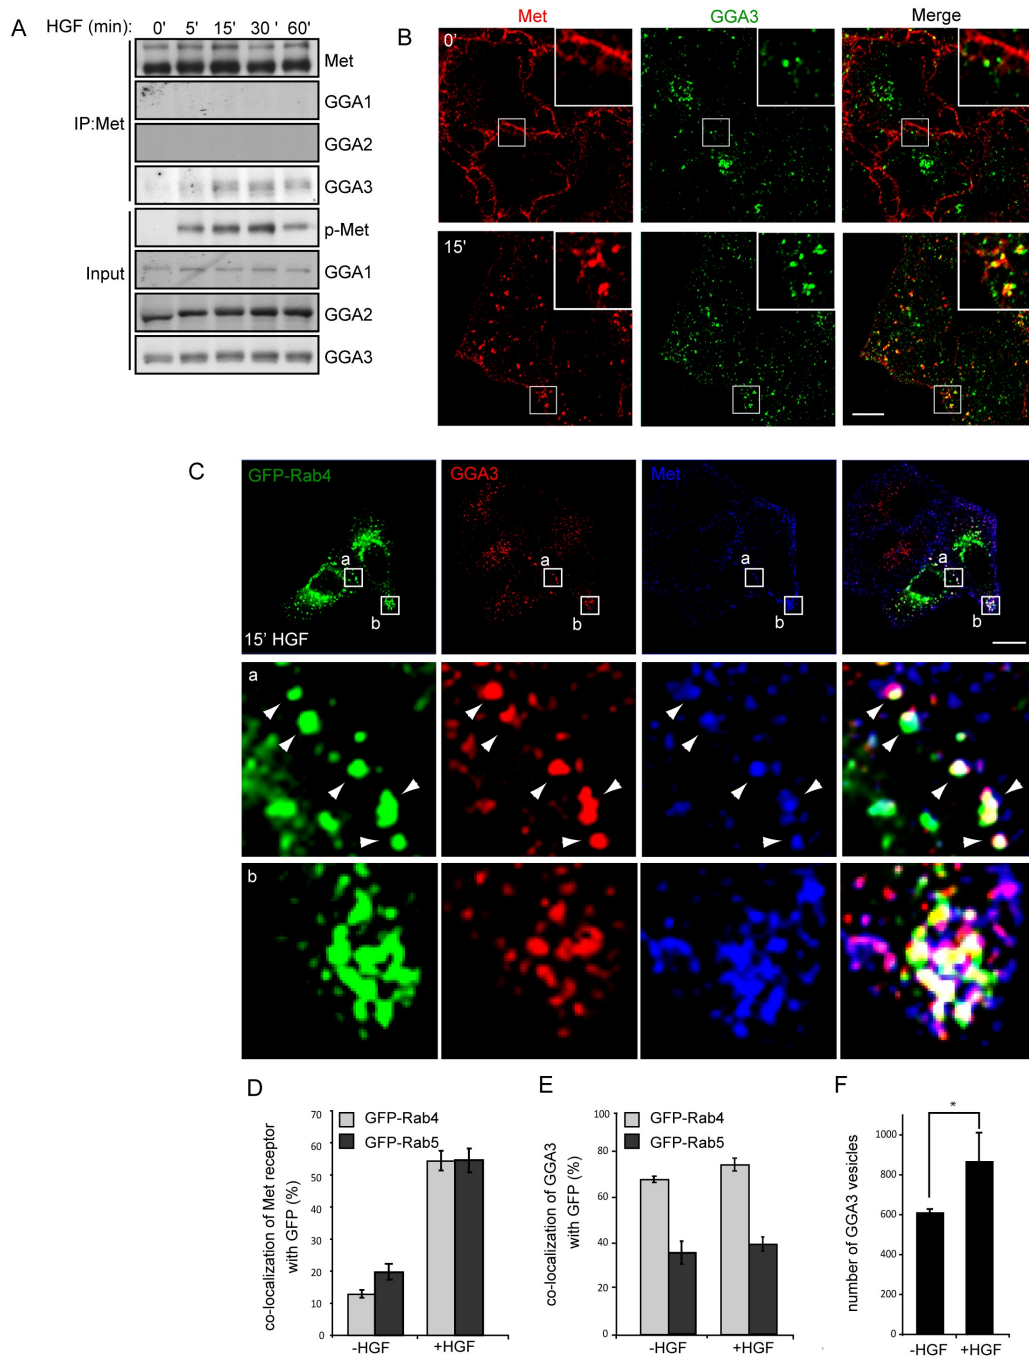 A
HGF (min): 0' 5' 15' 30 ' 60'
Met
GGA1
IP:Met
GGA2
GGA3
p-Met
Input
GGA1
GGA2
GGA3
B
Met GGA3 Merge
0'
15'
C
GFP-Rab4 GGA3 Met
a a a
b b b
15' HGF
a
b
D
co-localization of Met receptor
with GFP (%)
70
60
50
40
30
20
10
0
GFP-Rab4
GFP-Rab5
-HGF +HGF
E
co-localization of GGA3
with GFP (%)
100
80
60
40
20
0
GFP-Rab4
GFP-Rab5
-HGF +HGF
F
number of GGA3 vesicles
*
1000
800
600
400
200
0
-HGF +HGF